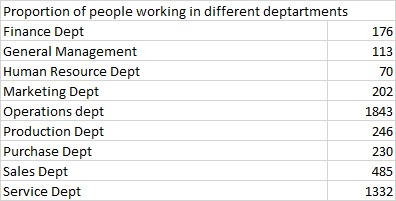 Proportion of people working in different deptartments
Finance Dept 176
General Management 113
Human Resource Dept 70
Marketing Dept 202
Operations dept 1843
Production Dept 246
Purchase Dept 230
Sales Dept 485
Service Dept 1332